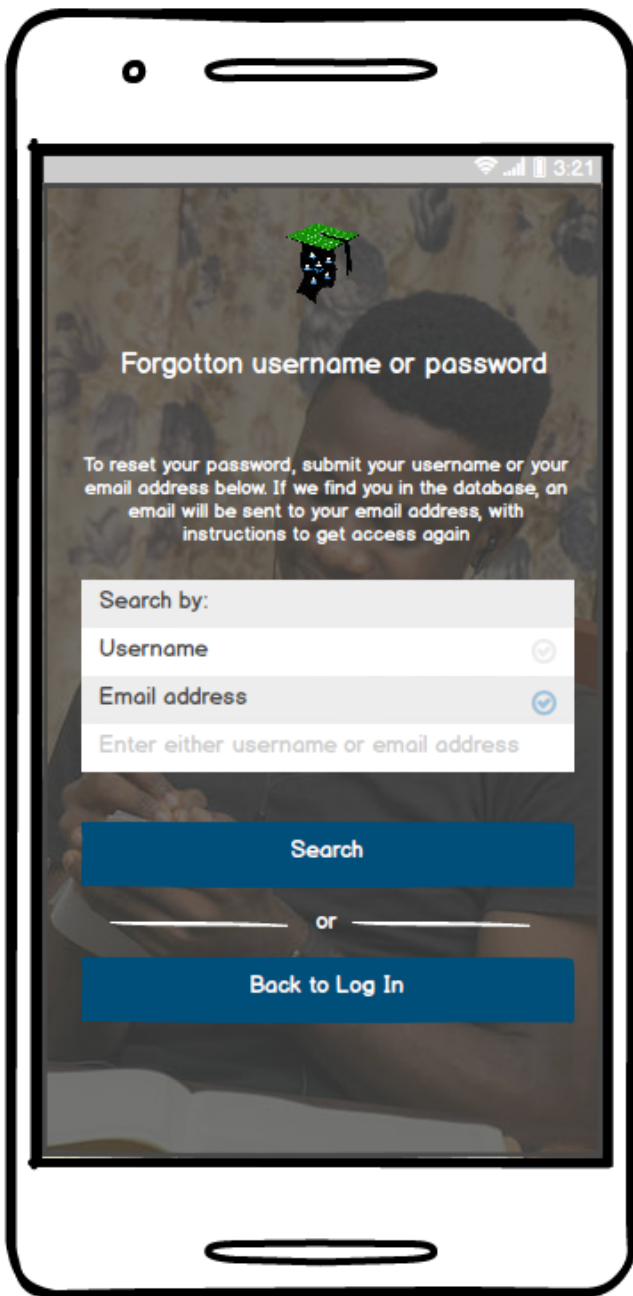 3:21
Forgotton username or password
To reset your password, submit your username or your
email address below. If we find you in the database, an
email will be sent to your email address, with
instructions to get access again
Search by:
Username
Email address
Enter either username or email address
Search
or
Back to Log In